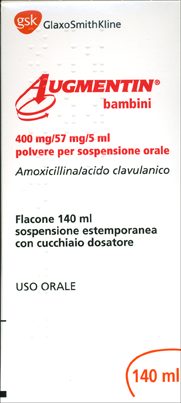 gsk GlaxoSmithKline
AUGMENTIN®
bambini
400 mg/57 mg/5 ml
polvere per sospensione orale
Amoxicillina/acido clavulanico
Flacone 140 ml
sospensione estemporanea
con cucchiaio dosatore
USO ORALE
140 ml